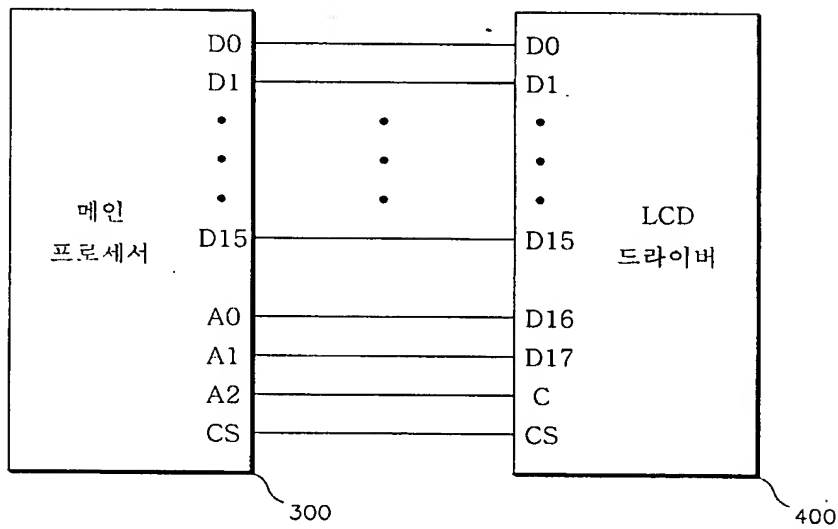 D0 D0
D1 D1
메인
프로세서
LCD
드라이버
D15 D15
A0 D16
A1 D17
A2 C
CS CS
300
400